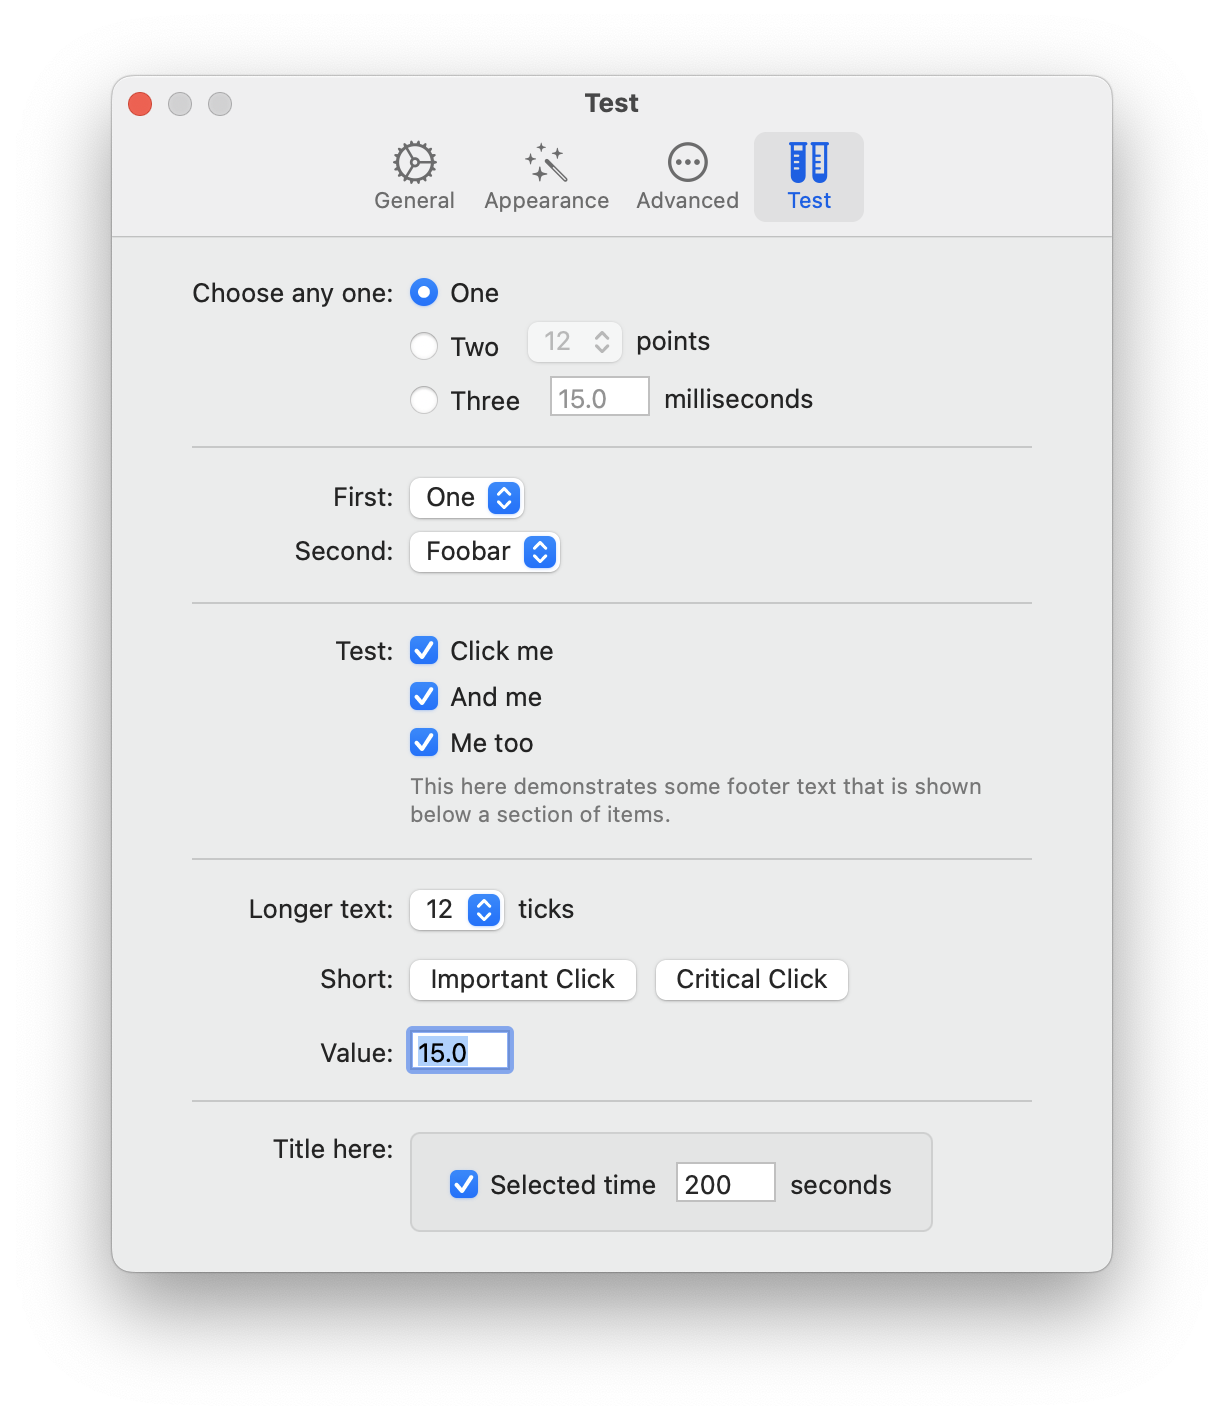 Test
General Appearance Advanced Test
Choose any one: One
Two 12 points
Three 15.0 milliseconds
First: One
Second: Foobar
Test: Click me
And me
Me too
This here demonstrates some footer text that is shown
below a section of items.
Longer text: 12 ticks
Short: Important Click Critical Click
Value: 15.0
Title here: Selected time 200 seconds